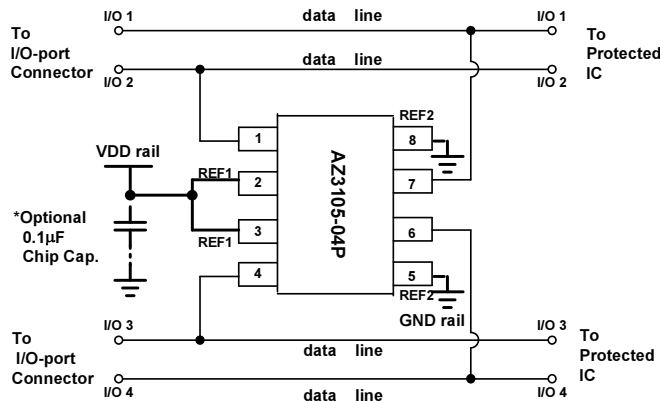 I/O 1
data line
I/O 1
To
I/O-port
Connector
To
Protected
IC
I/O 2
data line
I/O 2
REF2
1
8
VDD rail
AZ3105-04P
REF1
2
7
*Optional
0.1µF
Chip Cap.
REF1
3
6
4
5
REF2
GND rail
To
I/O-port
Connector
I/O 3
data line
I/O 3
To
Protected
IC
I/O 4
data line
I/O 4